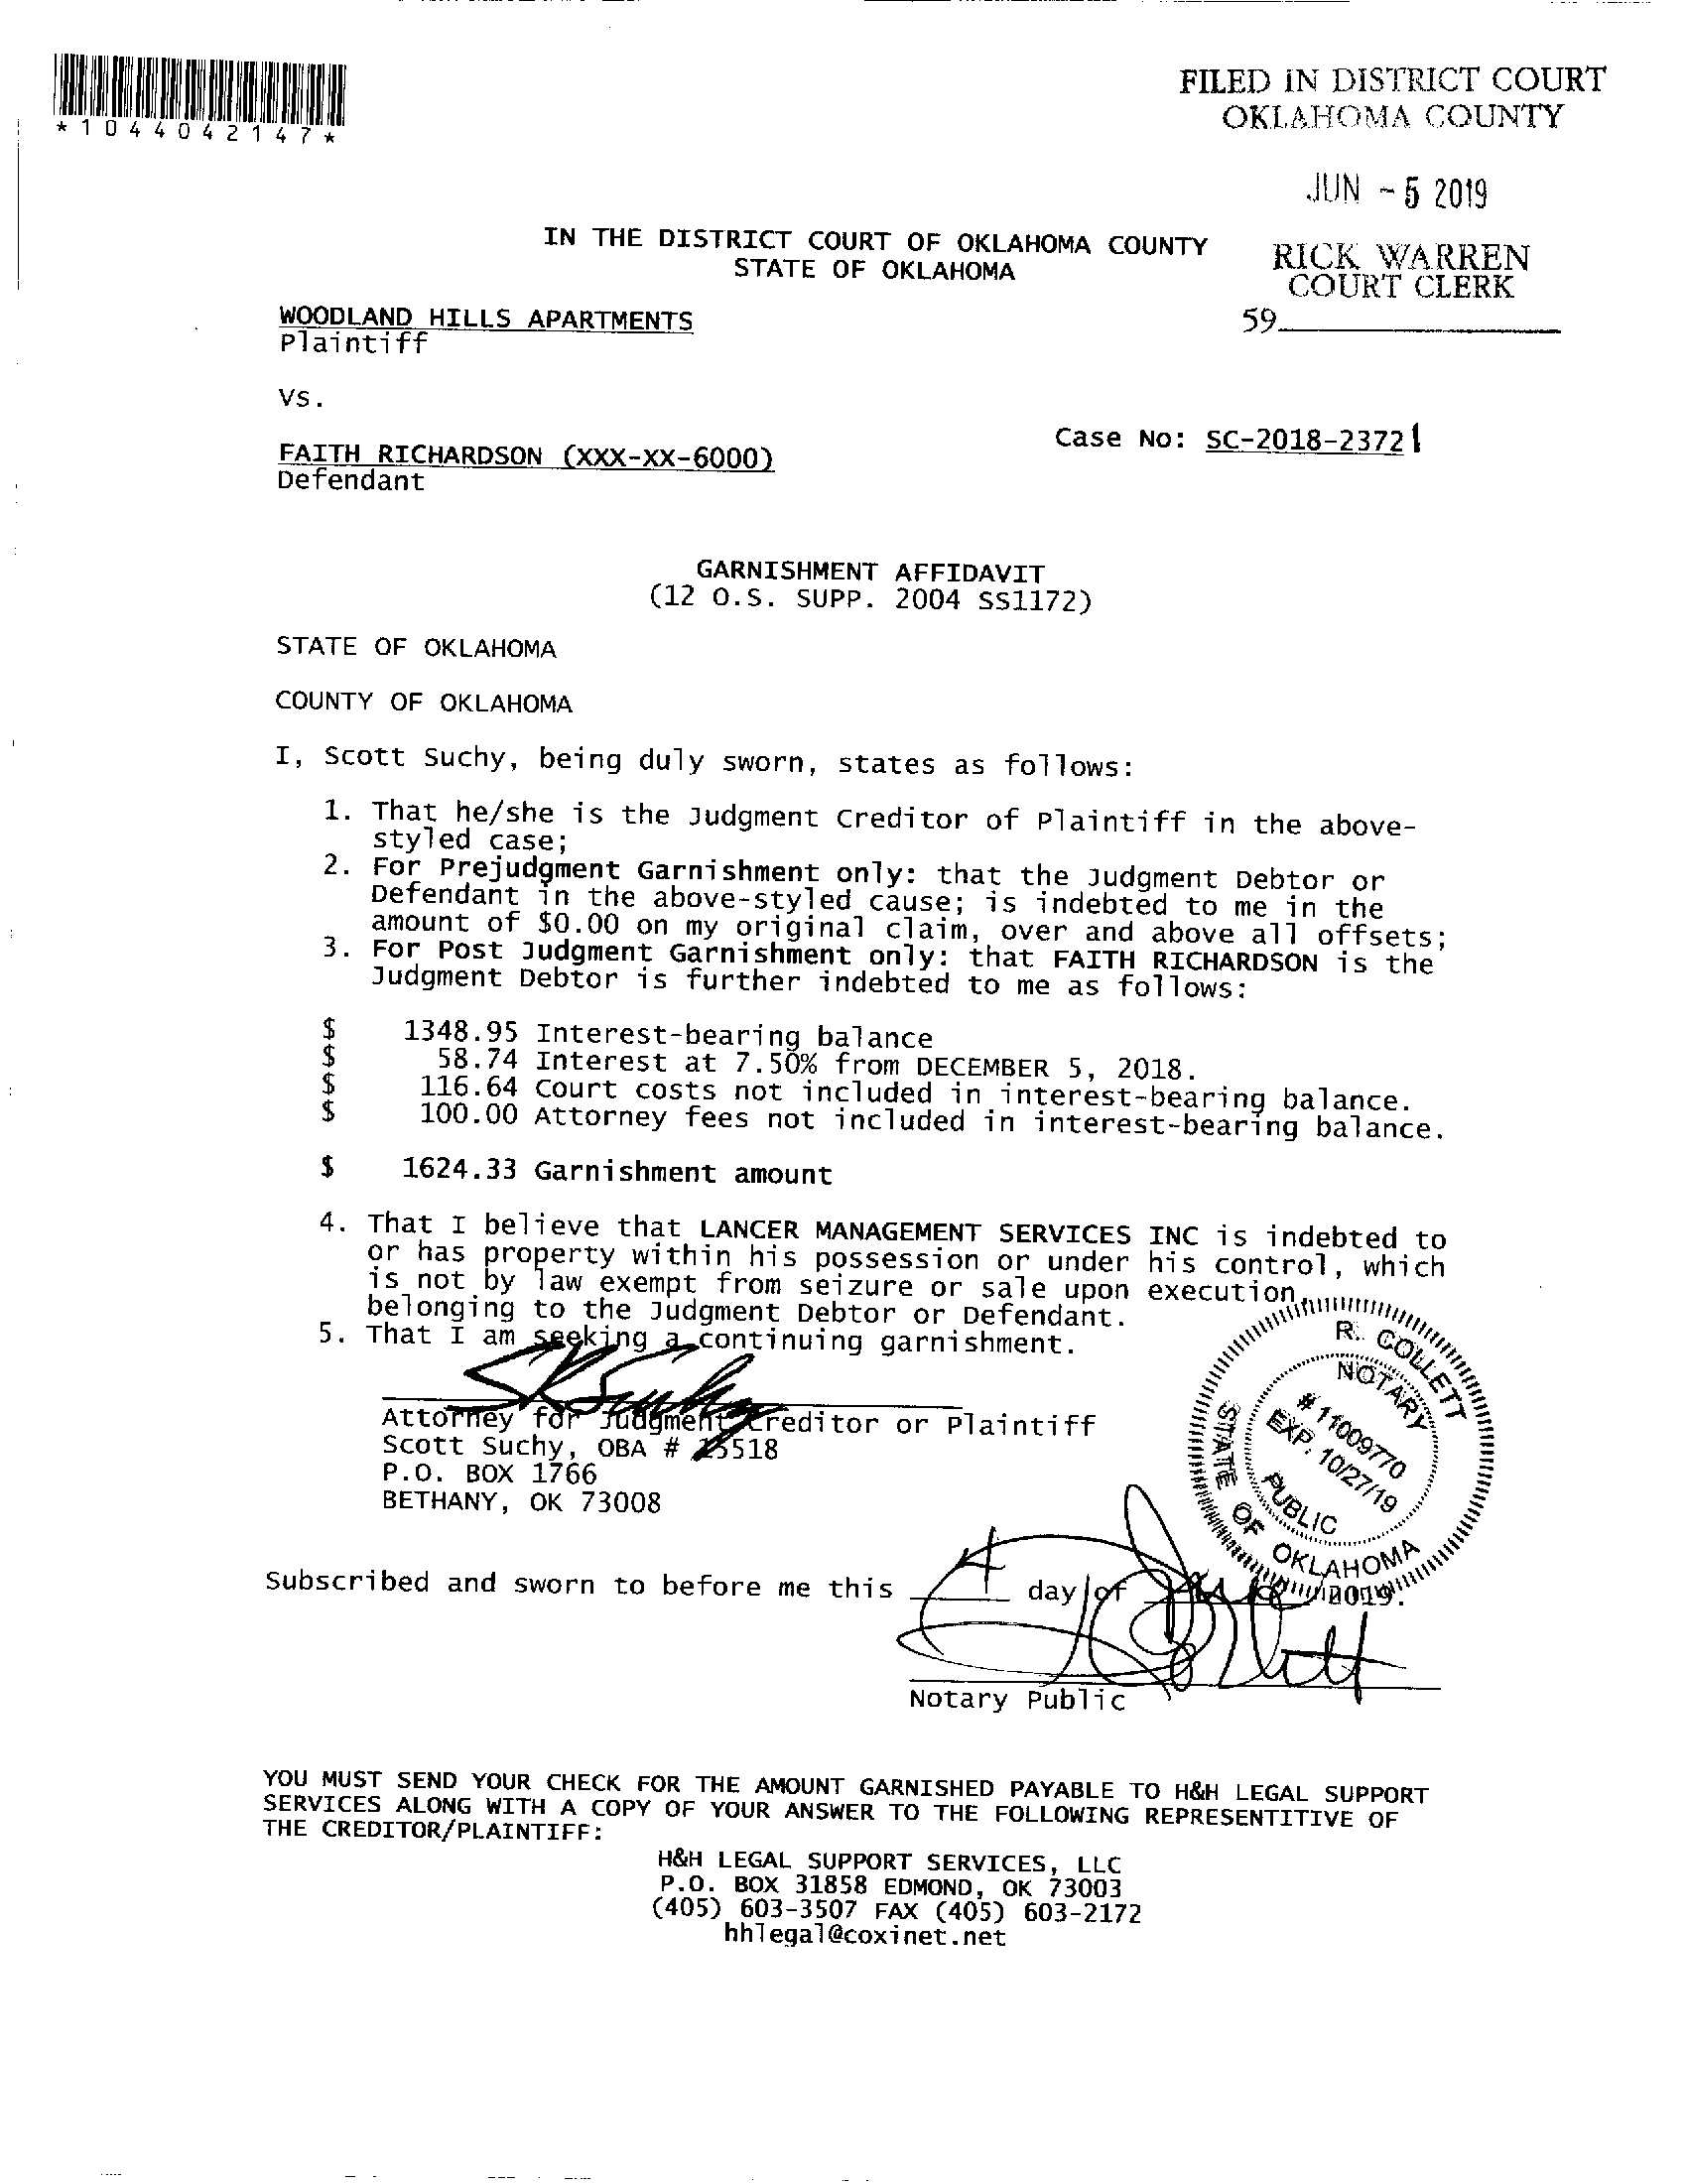 *1044042147*
FILED IN DISTRICT COURT
OKLAHOMA COUNTY
JUN - 5 2019
RICK WARREN
COURT CLERK
59
IN THE DISTRICT COURT OF OKLAHOMA COUNTY
STATE OF OKLAHOMA
WOODLAND HILLS APARTMENTS
Plaintiff
vs.
Case No: SC-2018-23721
FAITH RICHARDSON (XXX-XX-6000)
Defendant
GARNISHMENT AFFIDAVIT
(12 O.S. SUPP. 2004 SS1172)
STATE OF OKLAHOMA
COUNTY OF OKLAHOMA
I, Scott Suchy, being duly sworn, states as follows:
1. That he/she is the Judgment Creditor of Plaintiff in the above-
styled case;
2. For Prejudgment Garnishment only: that the Judgment Debtor or
Defendant in the above-styled cause; is indebted to me in the
amount of $0.00 on my original claim, over and above all offsets;
3. For Post Judgment Garnishment only: that FAITH RICHARDSON is the
Judgment Debtor is further indebted to me as follows:
$ 1348.95 Interest-bearing balance
$ 58.74 Interest at 7.50% from DECEMBER 5, 2018.
$ 116.64 Court costs not included in interest-bearing balance.
$ 100.00 Attorney fees not included in interest-bearing balance.
$ 1624.33 Garnishment amount
4. That I believe that LANCER MANAGEMENT SERVICES INC is indebted to
or has property within his possession or under his control, which
is not by law exempt from seizure or sale upon execution,
belonging to the Judgment Debtor or Defendant.
5. That I am seeking a continuing garnishment.
Attorney for Judgment Creditor or Plaintiff
Scott Suchy, OBA # 15518
P.O. BOX 1766
BETHANY, OK 73008
R. COLLETT
NOTARY
# 11009770
EXP. 10/27/19
PUBLIC
STATE OF OKLAHOMA
Subscribed and sworn to before me this 4 day of June 2019.
Notary Public
YOU MUST SEND YOUR CHECK FOR THE AMOUNT GARNISHED PAYABLE TO H&H LEGAL SUPPORT
SERVICES ALONG WITH A COPY OF YOUR ANSWER TO THE FOLLOWING REPRESENTITIVE OF
THE CREDITOR/PLAINTIFF:
H&H LEGAL SUPPORT SERVICES, LLC
P.O. BOX 31858 EDMOND, OK 73003
(405) 603-3507 FAX (405) 603-2172
hhlegal@coxinet.net